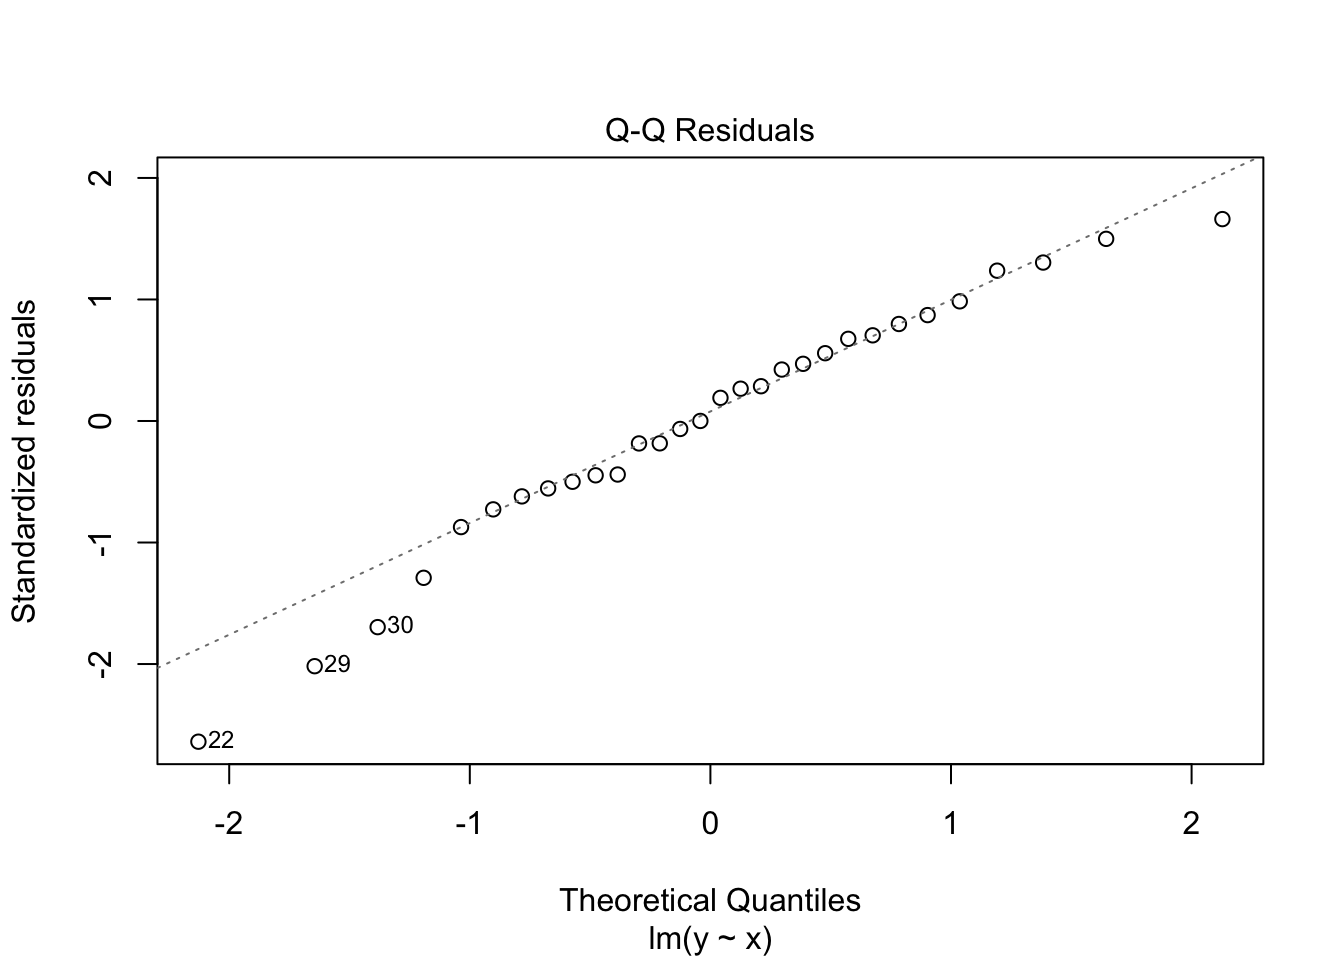 Q-Q Residuals
Standardized residuals
2
1
0
-1
-2
30
29
22
-2 -1 0 1 2
Theoretical Quantiles
lm(y ~ x)